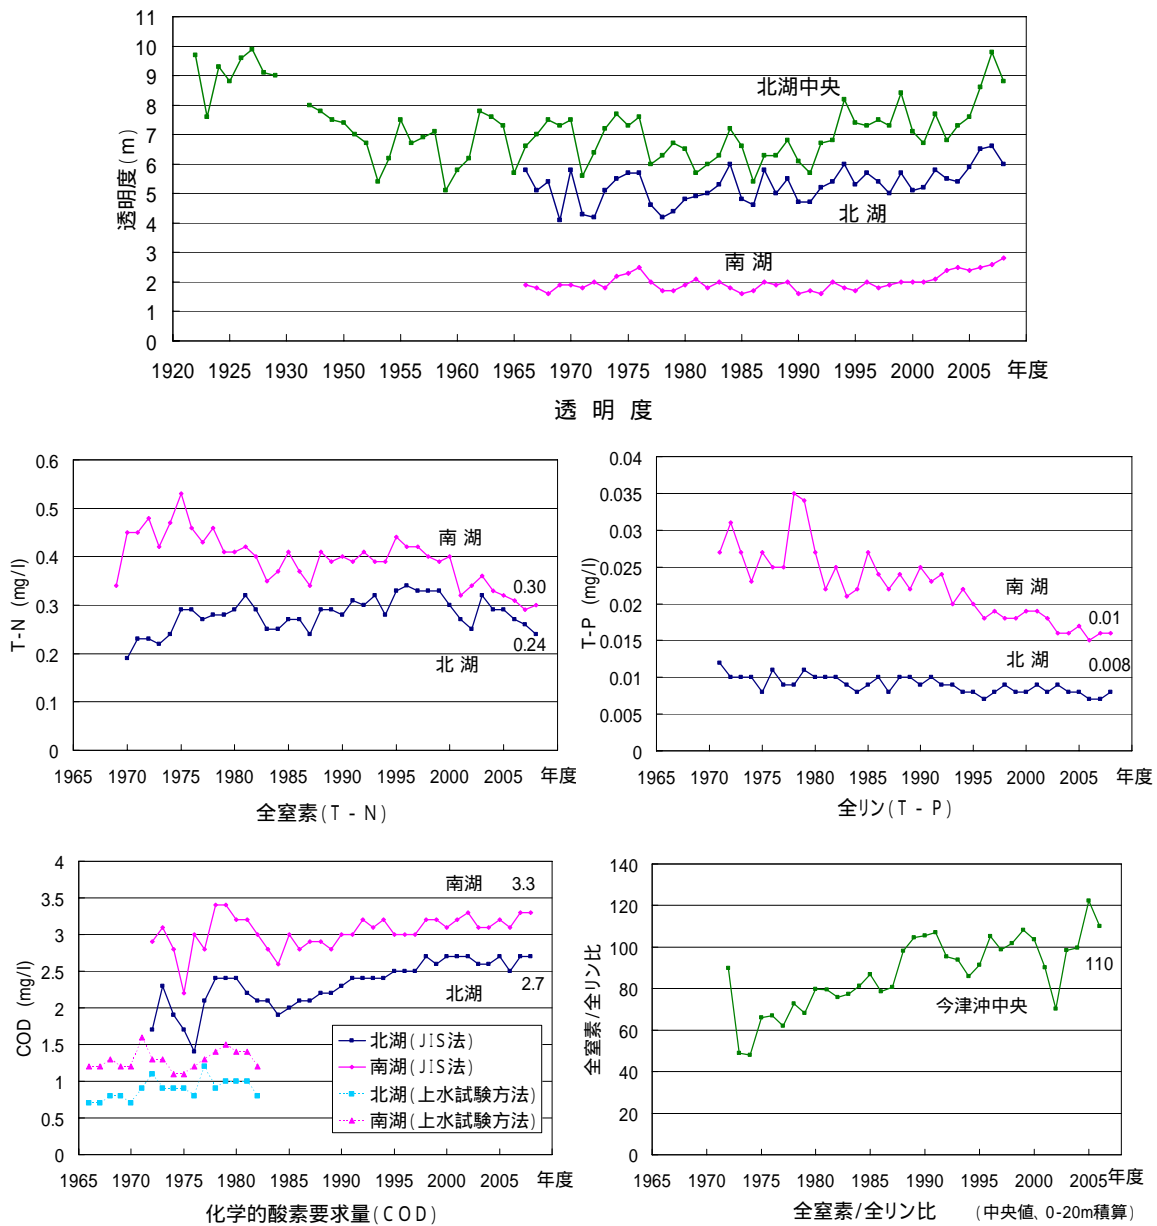 11
10
9
8
7
6
5
4
3
2
1
0
透明度(m)
北湖中央
北 湖
南 湖
1920 1925 1930 1950 1955 1960 1965 1970 1975 1980 1985 1990 1995 2000 2005 年度
透 明 度
0.6
0.5
0.4
0.3
0.2
0.1
0
T-N (mg/l)
南 湖
0.30
0.24
北 湖
1965 1970 1975 1980 1985 1990 1995 2000 2005 年度
全窒素(T - N)
0.04
0.035
0.03
0.025
0.02
0.015
0.01
0.005
0
T-P (mg/l)
南 湖
0.01
北 湖
0.008
1965 1970 1975 1980 1985 1990 1995 2000 2005 年度
全リン(T - P)
4
3.5
3
2.5
2
1.5
1
0.5
0
COD (mg/l)
南湖 3.3
北湖 2.7
北湖(JIS法)
南湖(JIS法)
北湖(上水試験方法)
南湖(上水試験方法)
1965 1970 1975 1980 1985 1990 1995 2000 2005 年度
化学的酸素要求量(COD)
140
120
100
80
60
40
20
0
全窒素/全リン比
110
今津沖中央
1965 1970 1975 1980 1985 1990 1995 2000 2005年度
全窒素/全リン比 (中央値、0-20m積算)